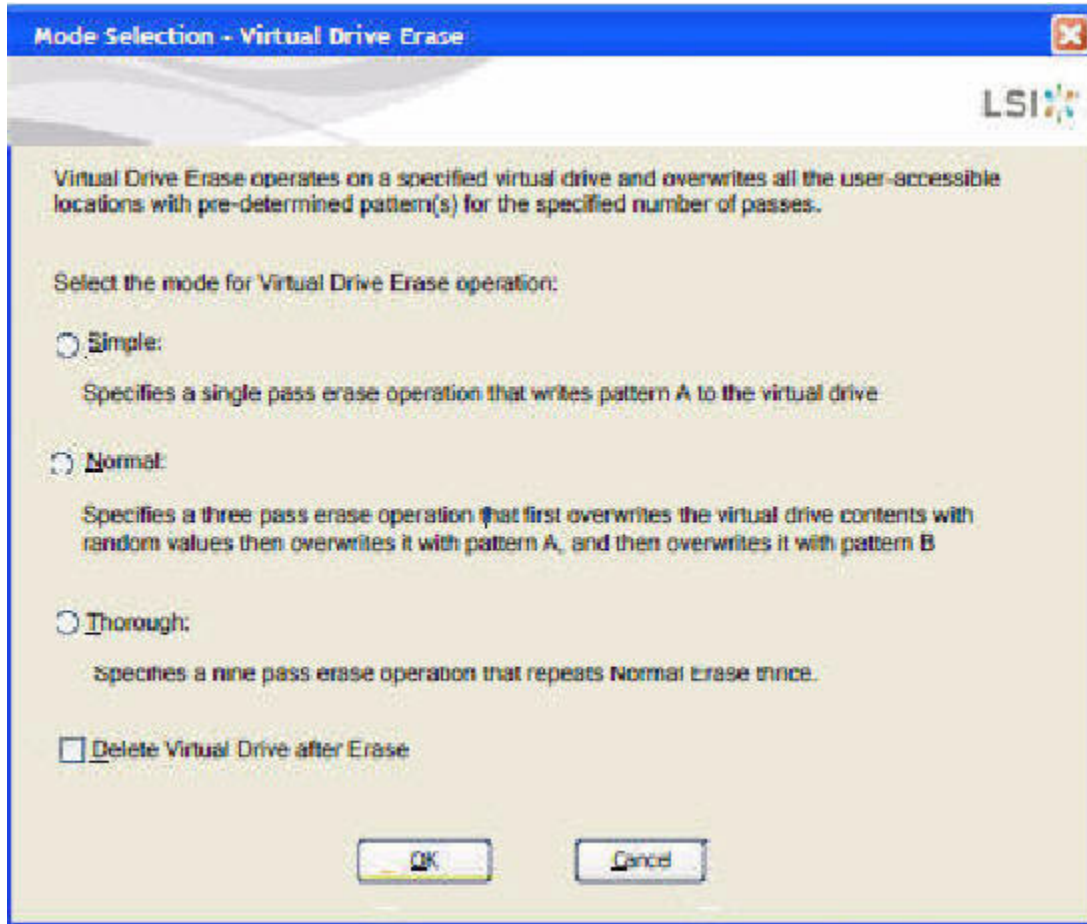 Mode Selection - Virtual Drive Erase
LSI
Virtual Drive Erase operates on a specified virtual drive and overwrites all the user-accessible
locations with pre-determined pattern(s) for the specified number of passes.
Select the mode for Virtual Drive Erase operation:
Simple:
Specifies a single pass erase operation that writes pattern A to the virtual drive
Normal:
Specifies a three pass erase operation that first overwrites the virtual drive contents with
random values then overwrites it with pattern A, and then overwrites it with pattern B
Thorough:
Specifies a nine pass erase operation that repeats Normal Erase thrice.
Delete Virtual Drive after Erase
OK
Cancel